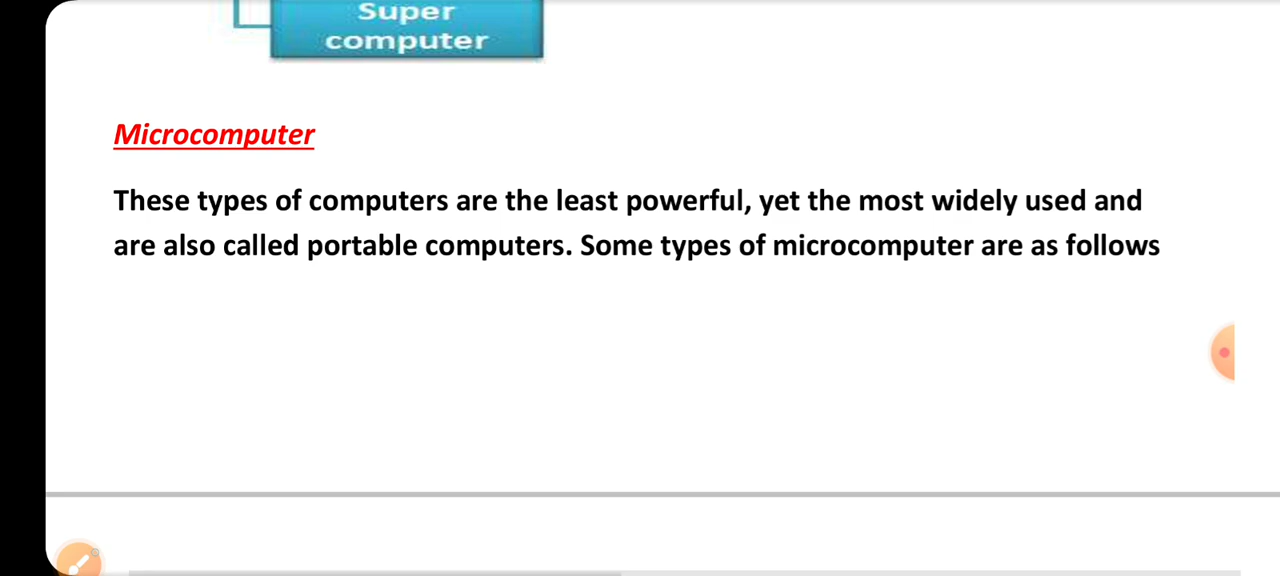 Super
computer
Microcomputer
These types of computers are the least powerful, yet the most widely used and
are also called portable computers. Some types of microcomputer are as follows